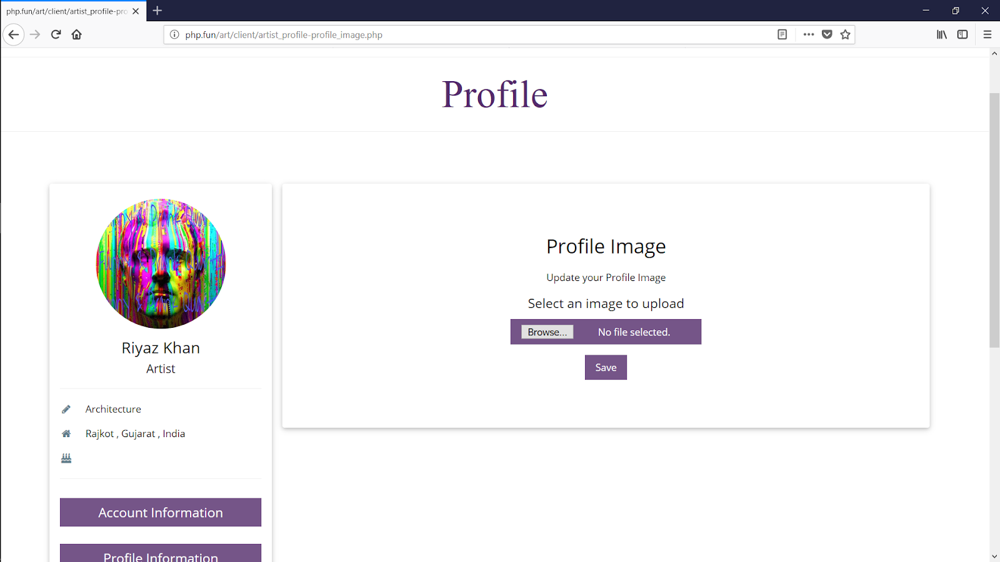 php.fun/art/client/artist_profile-pro
php.fun/art/client/artist_profile-profile_image.php
Profile
Riyaz Khan
Artist
Architecture
Rajkot , Gujarat , India
Account Information
Profile Information
Profile Image
Update your Profile Image
Select an image to upload
Browse... No file selected.
Save